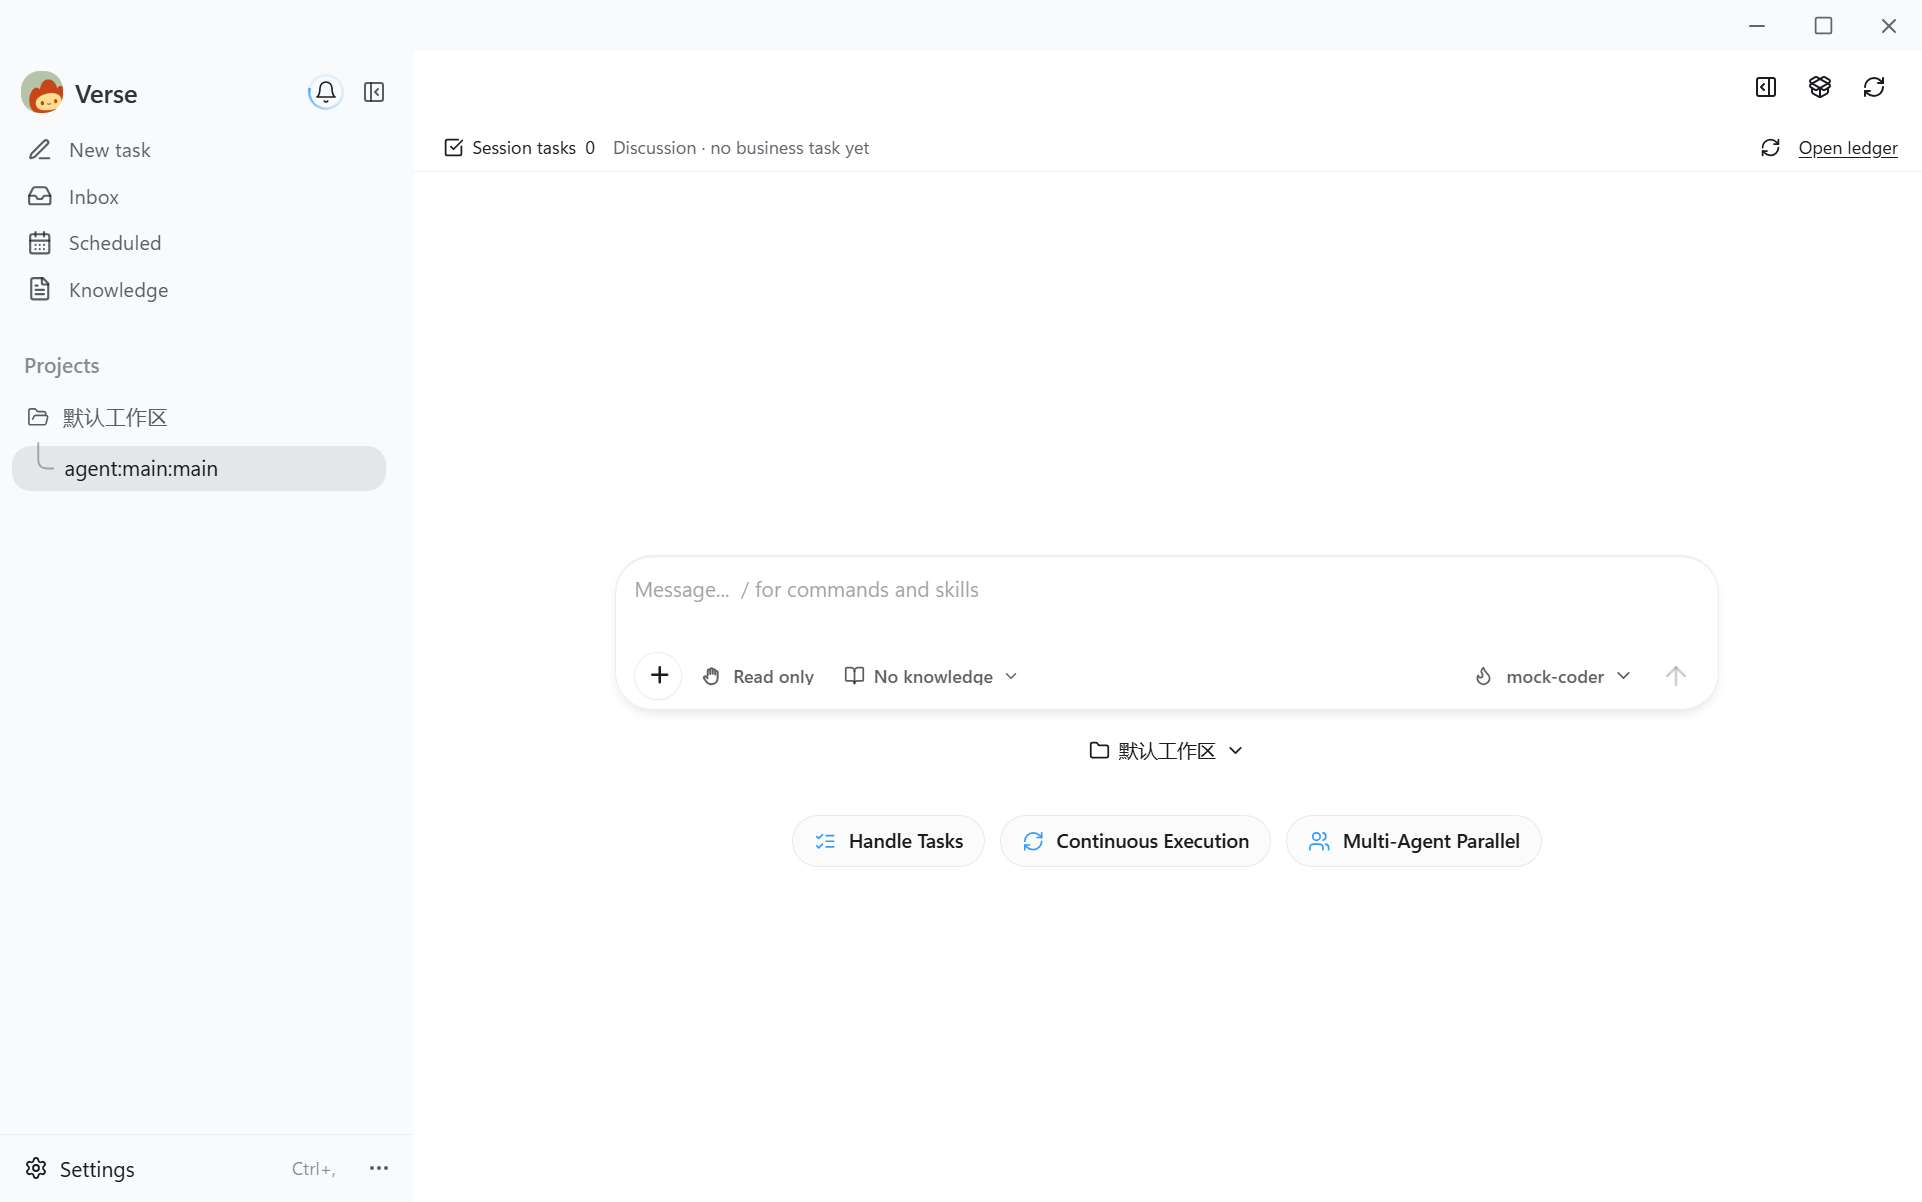 Verse
New task
Inbox
Scheduled
Knowledge
Projects
默认工作区
agent:main:main
Settings Ctrl+,
Session tasks 0 Discussion · no business task yet Open ledger
Message... / for commands and skills
Read only No knowledge mock-coder
默认工作区
Handle Tasks Continuous Execution Multi-Agent Parallel